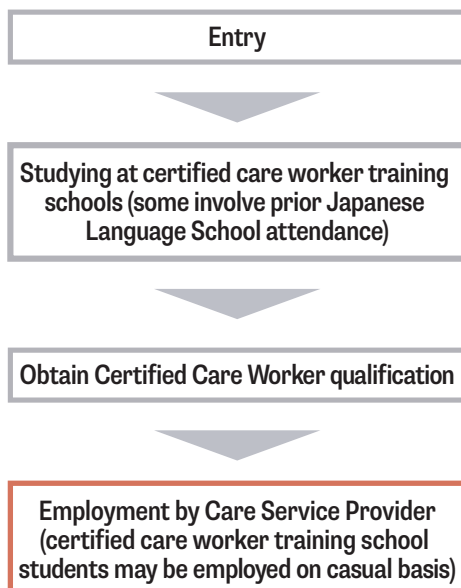 Entry
Studying at certified care worker training
schools (some involve prior Japanese
Language School attendance)
Obtain Certified Care Worker qualification
Employment by Care Service Provider
(certified care worker training school
students may be employed on casual basis)